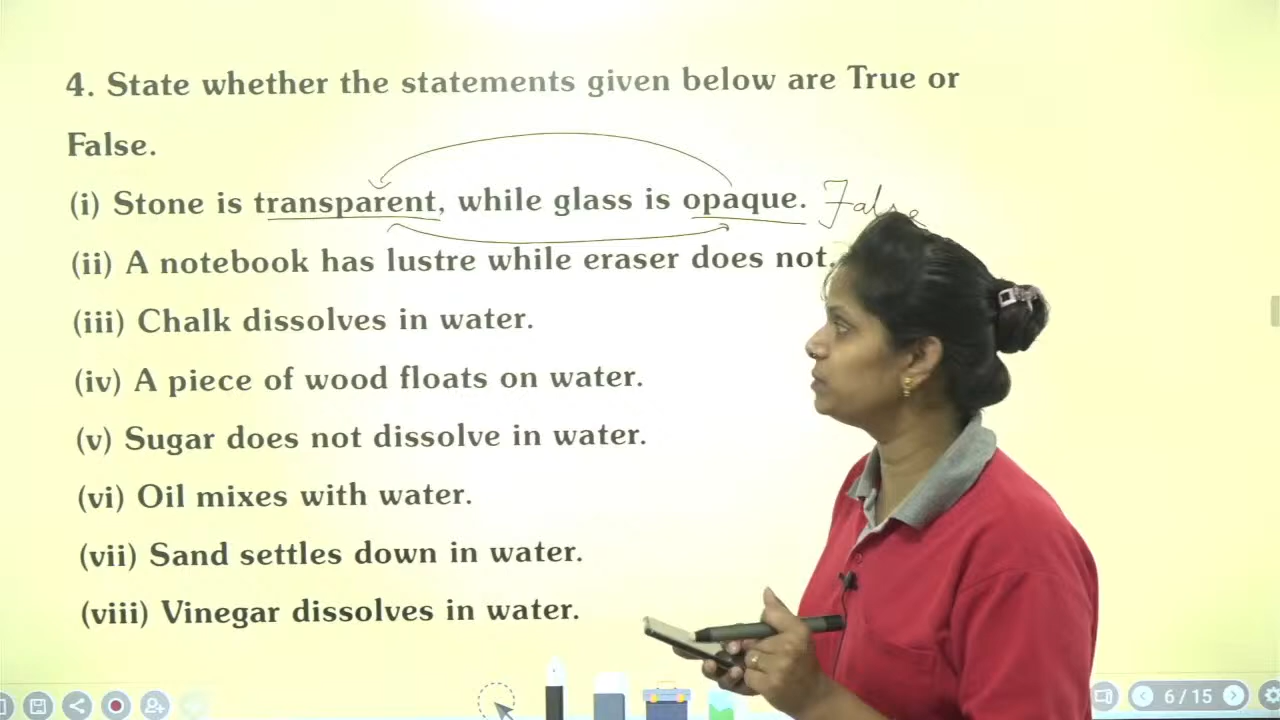 4. State whether the statements given below are True or
False.
(i) Stone is transparent, while glass is opaque. False
(ii) A notebook has lustre while eraser does not.
(iii) Chalk dissolves in water.
(iv) A piece of wood floats on water.
(v) Sugar does not dissolve in water.
(vi) Oil mixes with water.
(vii) Sand settles down in water.
(viii) Vinegar dissolves in water.
6/15